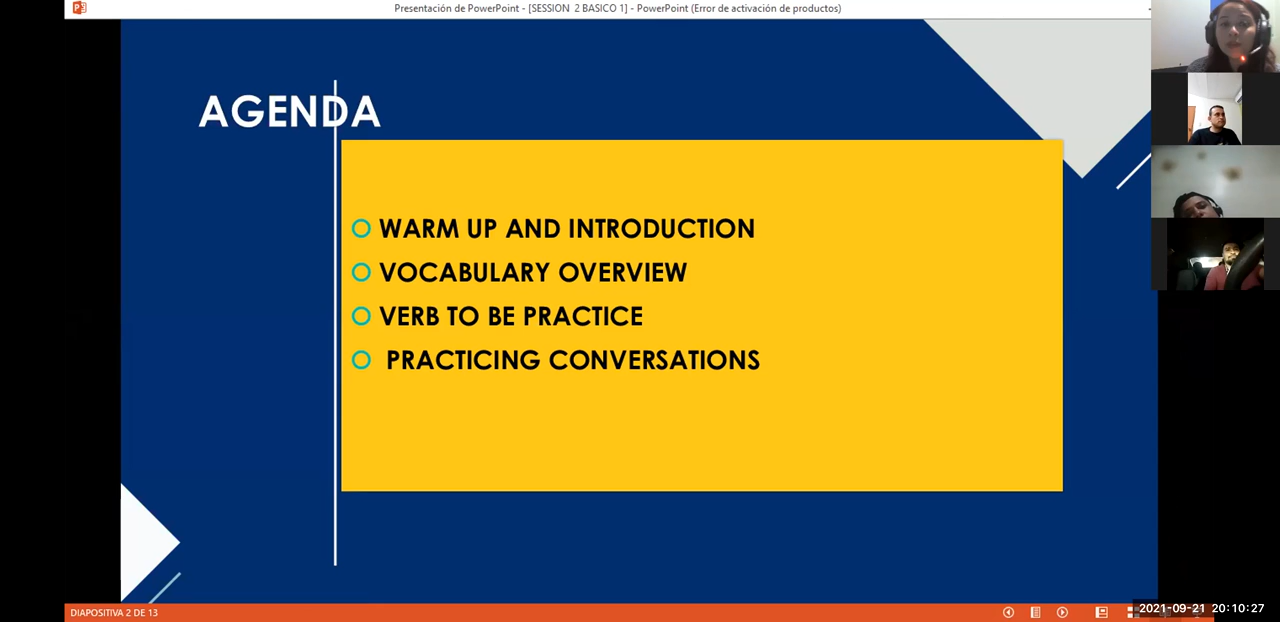 Presentación de PowerPoint - [SESSION  2 BASICO 1] - PowerPoint (Error de activación de productos)
AGENDA
WARM UP AND INTRODUCTION
VOCABULARY OVERVIEW
VERB TO BE PRACTICE
PRACTICING CONVERSATIONS
DIAPOSITIVA 2 DE 13
2021-09-21 20:10:27